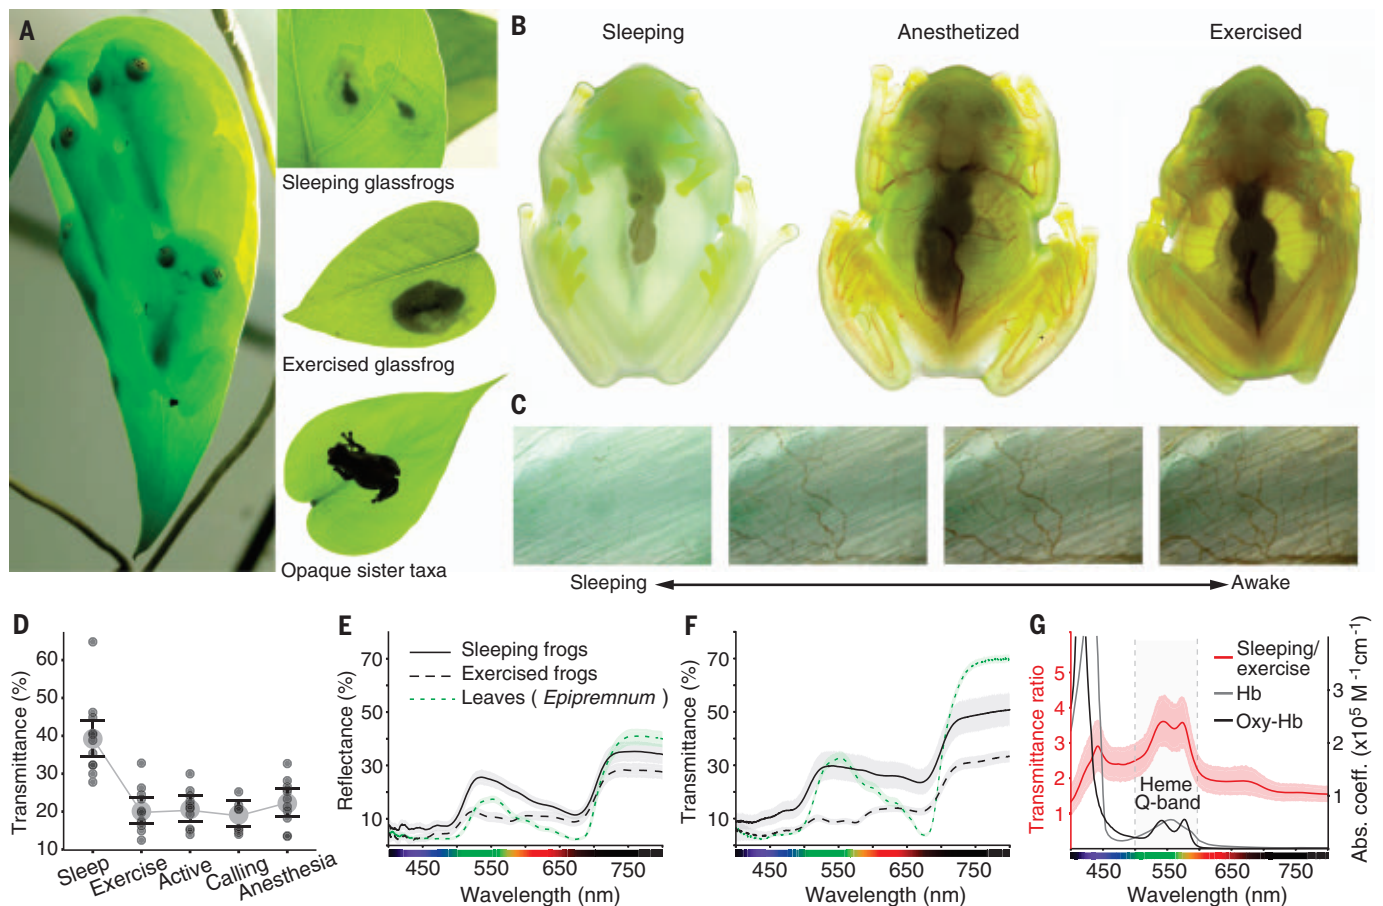 A
Sleeping glassfrogs
Exercised glassfrog
Opaque sister taxa
B
Sleeping
Anesthetized
Exercised
C
Sleeping
Awake
D
Transmittance (%)
60
50
40
30
20
10
Sleep
Exercise
Active
Calling
Anesthesia
E
Reflectance (%)
70
50
30
10
Sleeping frogs
Exercised frogs
Leaves ( Epipremnum )
450
550
650
750
Wavelength (nm)
F
Transmittance (%)
70
50
30
10
450
550
650
750
Wavelength (nm)
G
Transmittance ratio
5
4
3
2
1
Sleeping/
exercise
Hb
Oxy-Hb
Heme
Q-band
3
2
1
Abs. coeff. (x10⁵ M⁻¹cm⁻¹)
450
550
650
750
Wavelength (nm)